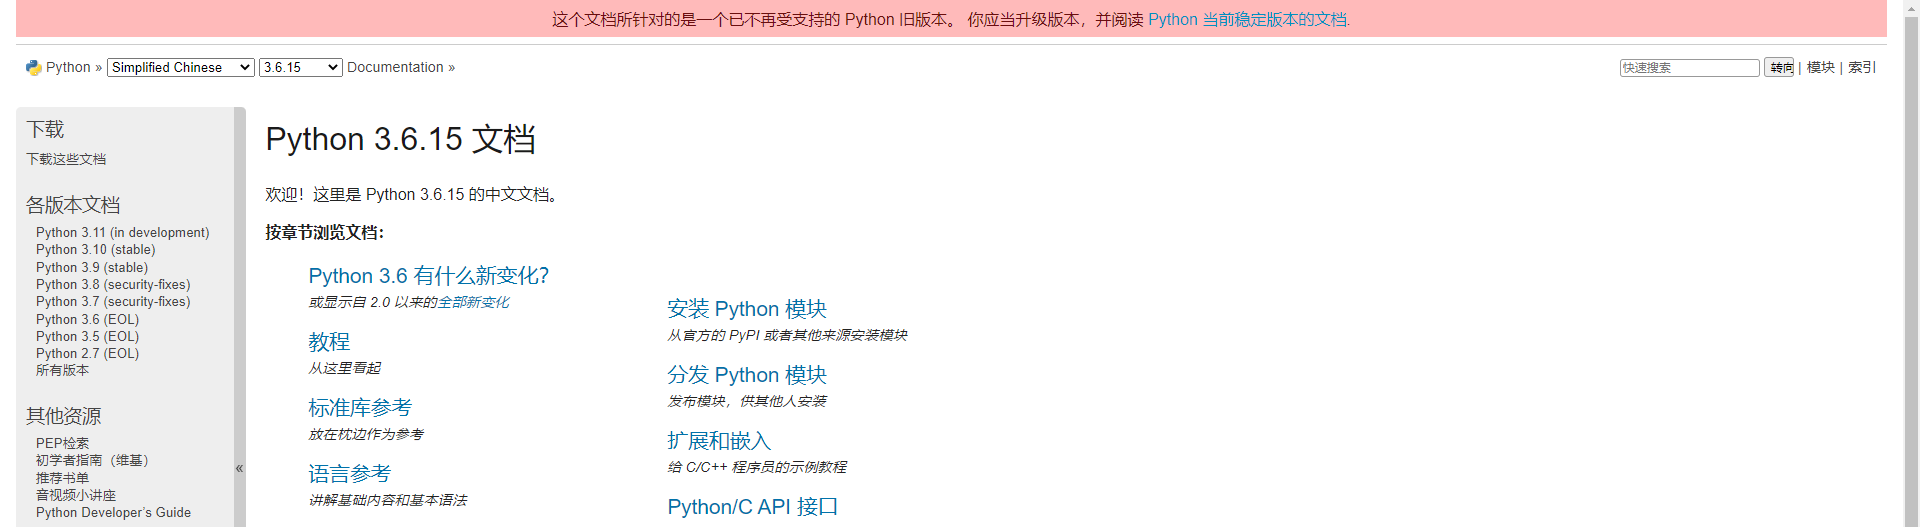 这个文档所针对的是一个已不再受支持的 Python 旧版本。 你应当升级版本，并阅读 Python 当前稳定版本的文档.
Python » Simplified Chinese 3.6.15 Documentation »
快速搜索 转向 | 模块 | 索引
下载
下载这些文档
各版本文档
Python 3.11 (in development)
Python 3.10 (stable)
Python 3.9 (stable)
Python 3.8 (security-fixes)
Python 3.7 (security-fixes)
Python 3.6 (EOL)
Python 3.5 (EOL)
Python 2.7 (EOL)
所有版本
其他资源
PEP检索
初学者指南（维基）
推荐书单
音视频小讲座
Python Developer’s Guide
«
Python 3.6.15 文档
欢迎！这里是 Python 3.6.15 的中文文档。
按章节浏览文档：
Python 3.6 有什么新变化?
或显示自 2.0 以来的全部新变化
教程
从这里看起
标准库参考
放在枕边作为参考
语言参考
讲解基础内容和基本语法
安装 Python 模块
从官方的 PyPI 或者其他来源安装模块
分发 Python 模块
发布模块，供其他人安装
扩展和嵌入
给 C/C++ 程序员的示例教程
Python/C API 接口